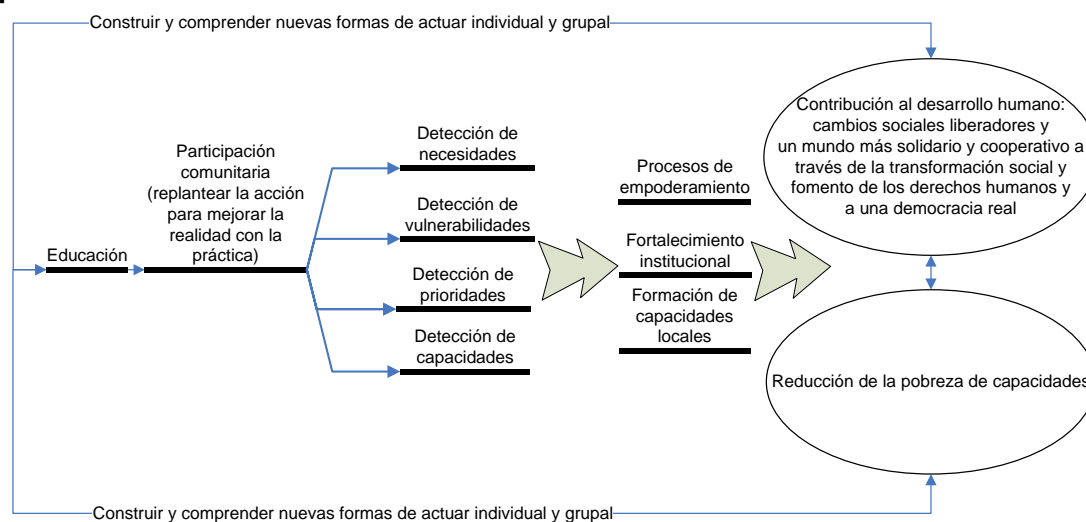 Construir y comprender nuevas formas de actuar individual y grupal
Educación
Participación
comunitaria
(replantear la acción
para mejorar la
realidad con la
práctica)
Detección de
necesidades
Detección de
vulnerabilidades
Detección de
prioridades
Detección de
capacidades
Procesos de
empoderamiento
Fortalecimiento
institucional
Formación de
capacidades
locales
Contribución al desarrollo humano:
cambios sociales liberadores y
un mundo más solidario y cooperativo a
través de la transformación social y
fomento de los derechos humanos y
a una democracia real
Reducción de la pobreza de capacidades
Construir y comprender nuevas formas de actuar individual y grupal